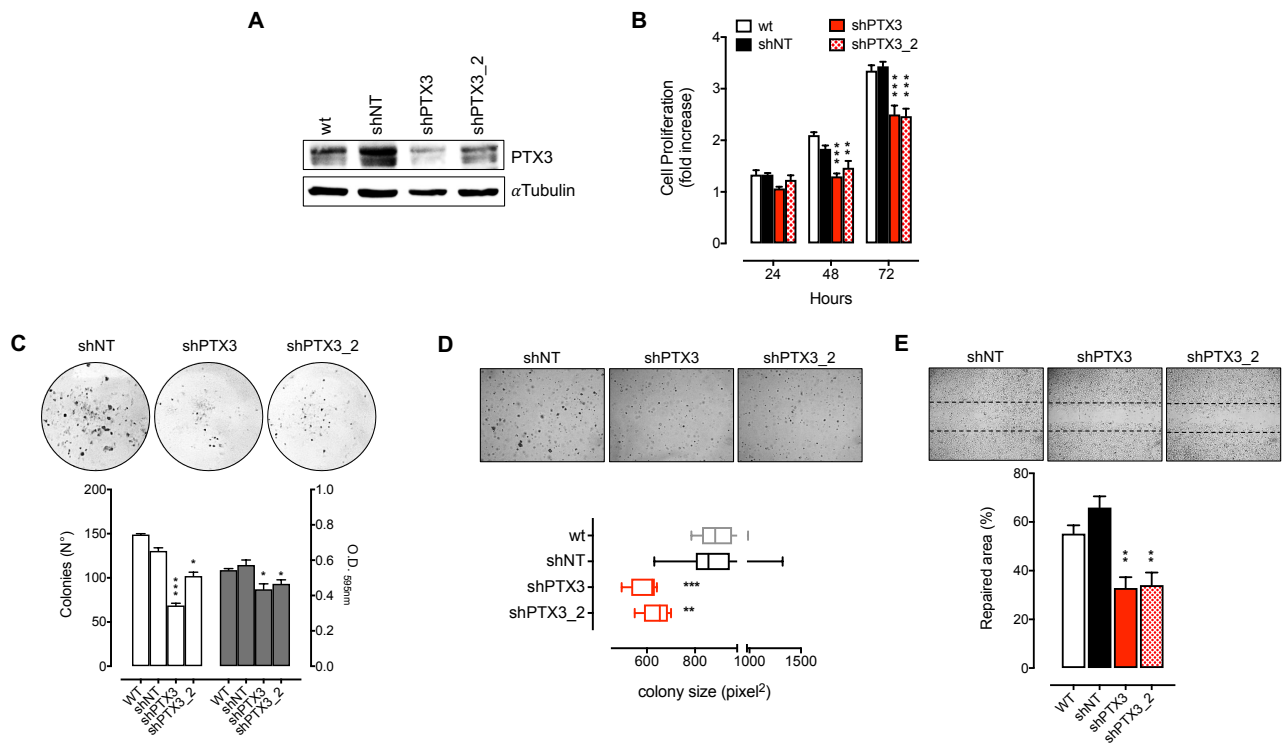 A
wt
shNT
shPTX3
shPTX3_2
PTX3
αTubulin
B
wt
shNT
shPTX3
shPTX3_2
Cell Proliferation
(fold increase)
4
3
2
1
0
***
**
***
***
24
48
72
Hours
C
shNT
shPTX3
shPTX3_2
Colonies (N°)
200
150
100
50
0
***
*
*
*
1.0
0.8
0.6
0.4
0.2
0.0
O.D. 595nm
WT
shNT
shPTX3
shPTX3_2
WT
shNT
shPTX3
shPTX3_2
D
shNT
shPTX3
shPTX3_2
wt
shNT
shPTX3
***
shPTX3_2
**
600
800
1000
1500
colony size (pixel²)
E
shNT
shPTX3
shPTX3_2
Repaired area (%)
80
60
40
20
0
**
**
WT
shNT
shPTX3
shPTX3_2